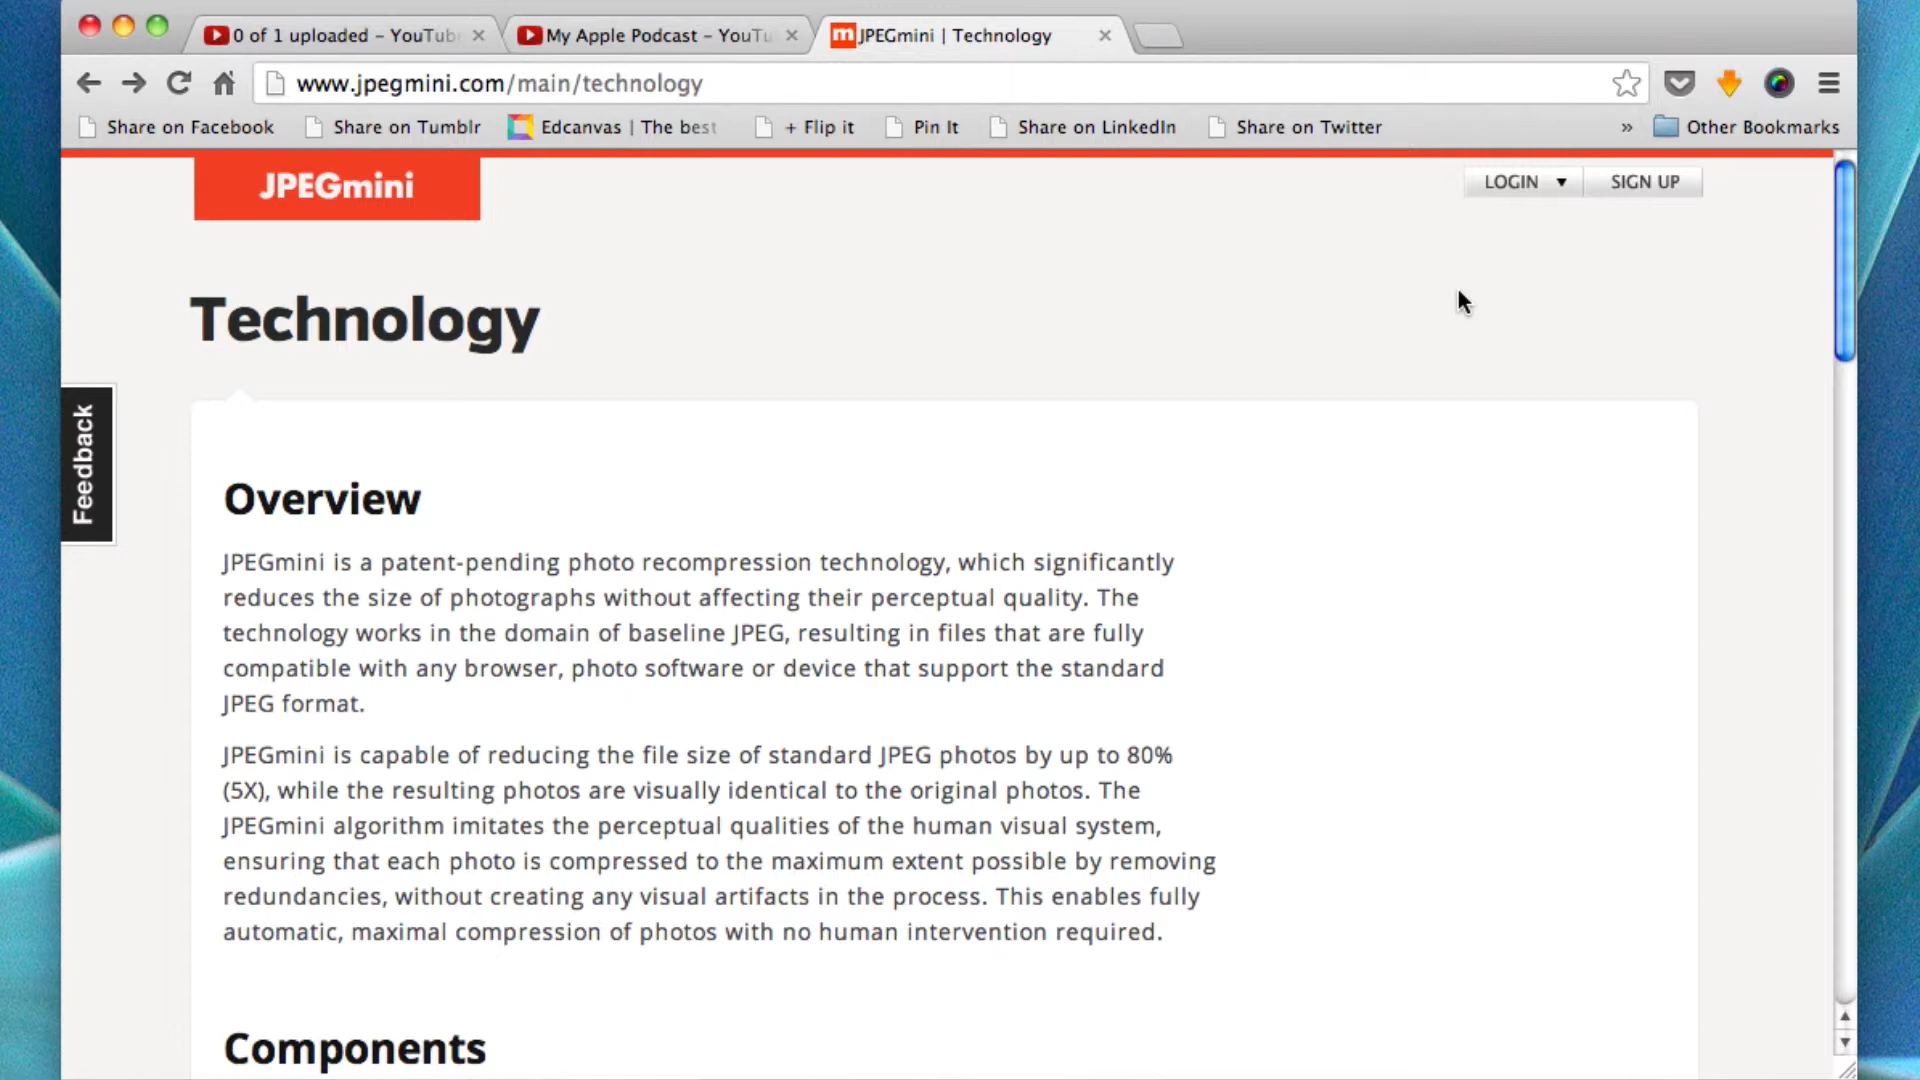 0 of 1 uploaded – YouTube
My Apple Podcast – YouTu
m JPEGmini | Technology
www.jpegmini.com/main/technology
Share on Facebook
Share on Tumblr
Edcanvas | The best
+ Flip it
Pin It
Share on LinkedIn
Share on Twitter
»
Other Bookmarks
JPEGmini
LOGIN
SIGN UP
Technology
Feedback
Overview
JPEGmini is a patent-pending photo recompression technology, which significantly
reduces the size of photographs without affecting their perceptual quality. The
technology works in the domain of baseline JPEG, resulting in files that are fully
compatible with any browser, photo software or device that support the standard
JPEG format.
JPEGmini is capable of reducing the file size of standard JPEG photos by up to 80%
(5X), while the resulting photos are visually identical to the original photos. The
JPEGmini algorithm imitates the perceptual qualities of the human visual system,
ensuring that each photo is compressed to the maximum extent possible by removing
redundancies, without creating any visual artifacts in the process. This enables fully
automatic, maximal compression of photos with no human intervention required.
Components